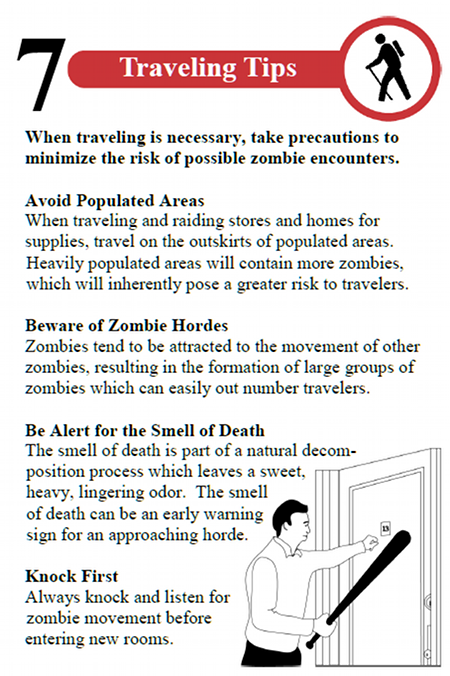 7
Traveling Tips
When traveling is necessary, take precautions to
minimize the risk of possible zombie encounters.
Avoid Populated Areas
When traveling and raiding stores and homes for
supplies, travel on the outskirts of populated areas.
Heavily populated areas will contain more zombies,
which will inherently pose a greater risk to travelers.
Beware of Zombie Hordes
Zombies tend to be attracted to the movement of other
zombies, resulting in the formation of large groups of
zombies which can easily out number travelers.
Be Alert for the Smell of Death
The smell of death is part of a natural decom-
position process which leaves a sweet,
heavy, lingering odor. The smell
of death can be an early warning
sign for an approaching horde.
13
Knock First
Always knock and listen for
zombie movement before
entering new rooms.